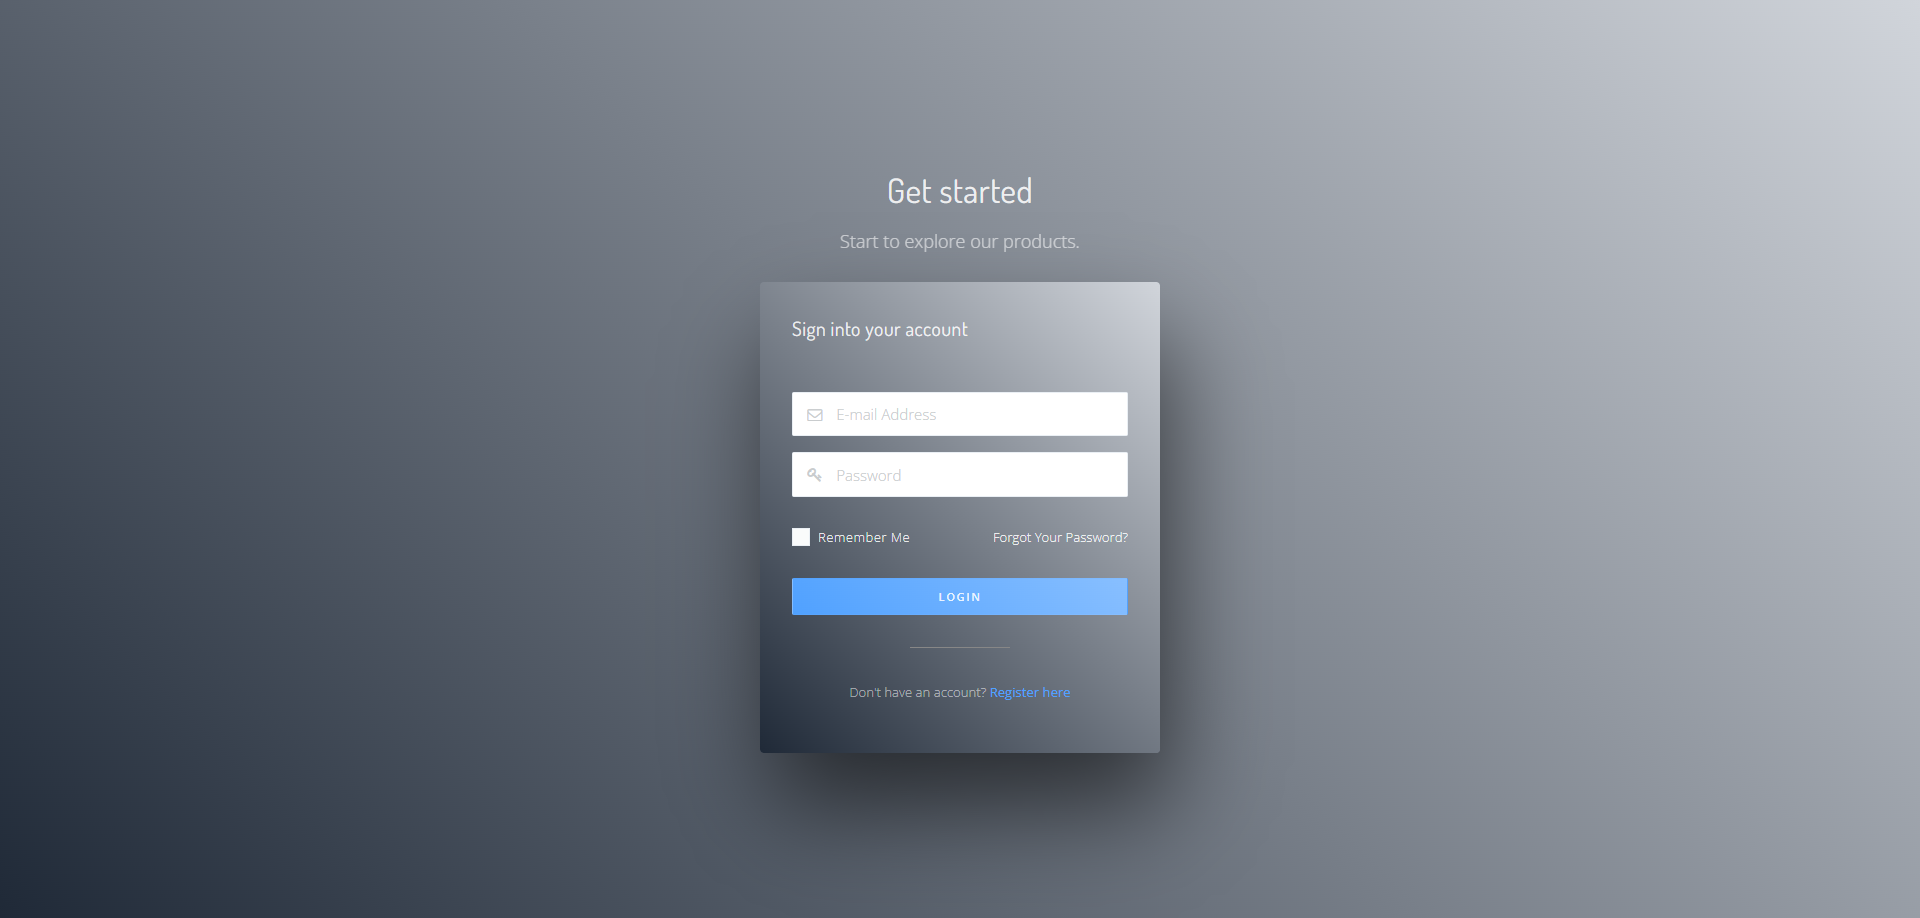 Get started
Start to explore our products.
Sign into your account
E-mail Address
Password
Remember Me Forgot Your Password?
LOGIN
Don't have an account? Register here